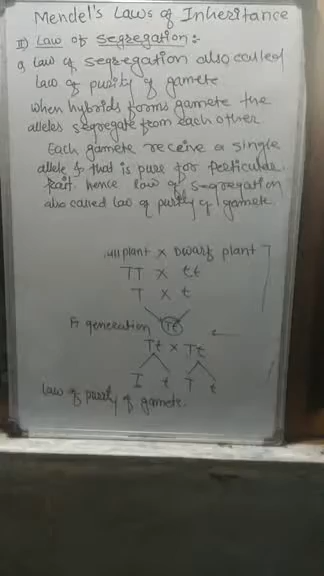 Mendel's Laws of Inheritance
II) Law of segregation:-
law of segregation also called
law of purity of gamete.
when hybrids forms gamete the
alleles segregate from each other
Each gamete receive a single
allele & that is pure for perticular
trait. hence law of segregation
also called law of purity of gamete
plant x Dwarf plant
TT x tt
T x t
F1 generation Tt
Tt x Tt
T t T t
law of purity of gamets.